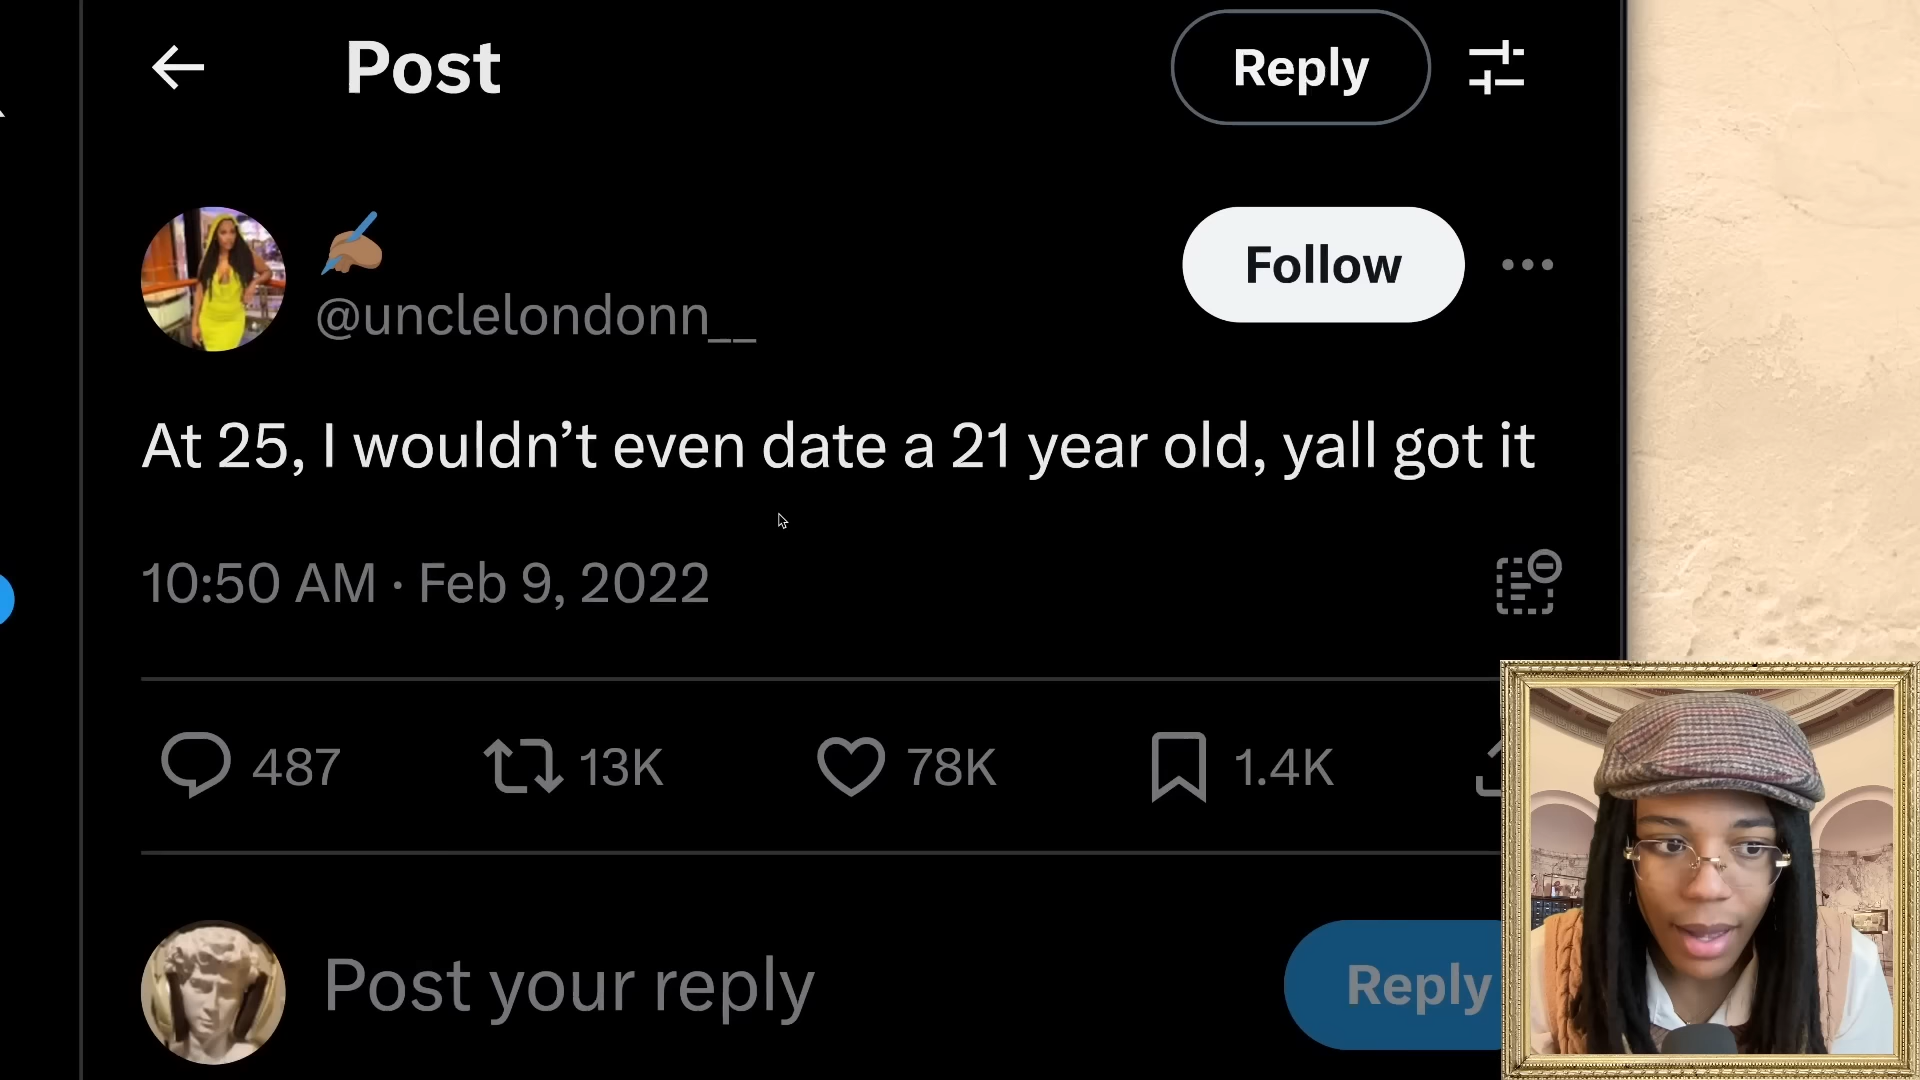 Post
Reply
✍🏽
@unclelondonn__
Follow
At 25, I wouldn’t even date a 21 year old, yall got it
10:50 AM · Feb 9, 2022
487
13K
78K
1.4K
Post your reply
Reply